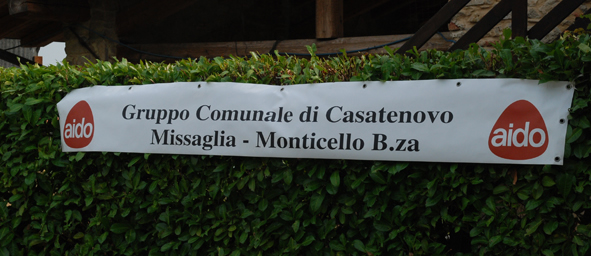 aido
Gruppo Comunale di Casatenovo
Missaglia - Monticello B.za
aido